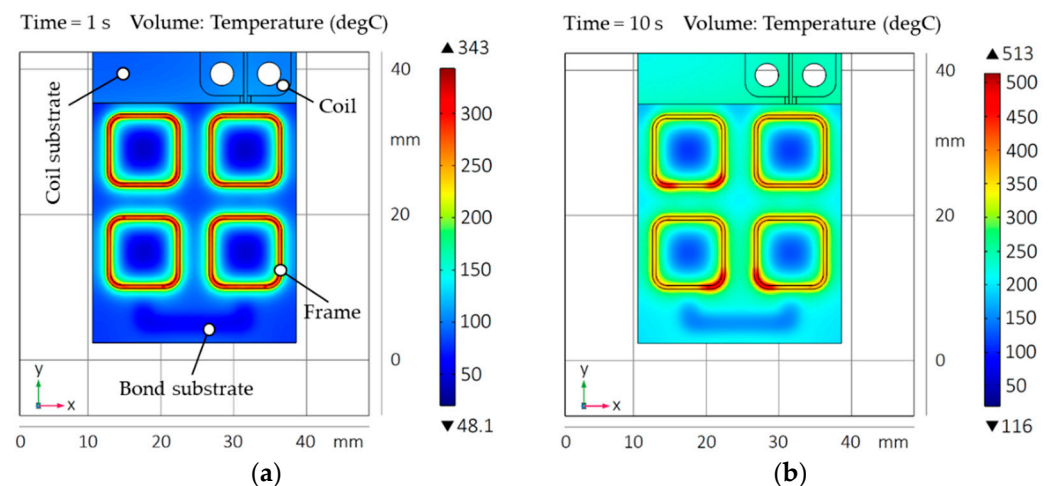 Time = 1 s Volume: Temperature (degC)
▲ 343
300
250
200
150
100
50
▼ 48.1
40
mm
20
0
Coil substrate
Coil
Frame
Bond substrate
y
x
0 10 20 30 mm
(a)
Time = 10 s Volume: Temperature (degC)
▲ 513
500
450
400
350
300
250
200
150
100
50
▼ 116
40
mm
20
0
y
x
0 10 20 30 40 mm
(b)